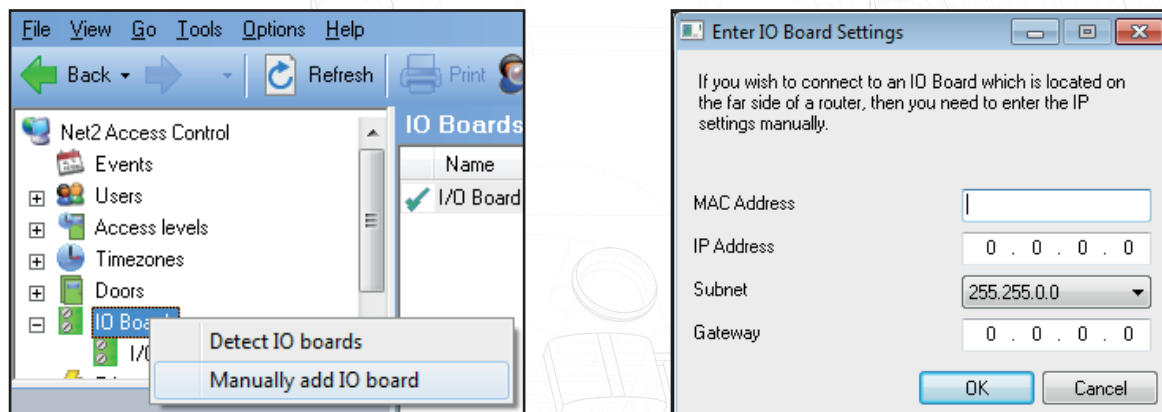 File View Go Tools Options Help
Back Refresh Print
Net2 Access Control
Events
Users
Access levels
Timezones
Doors
IO Boards
Name
I/O Board
Detect IO boards
Manually add IO board
Enter IO Board Settings
If you wish to connect to an IO Board which is located on
the far side of a router, then you need to enter the IP
settings manually.
MAC Address
IP Address 0 . 0 . 0 . 0
Subnet 255.255.0.0
Gateway 0 . 0 . 0 . 0
OK Cancel